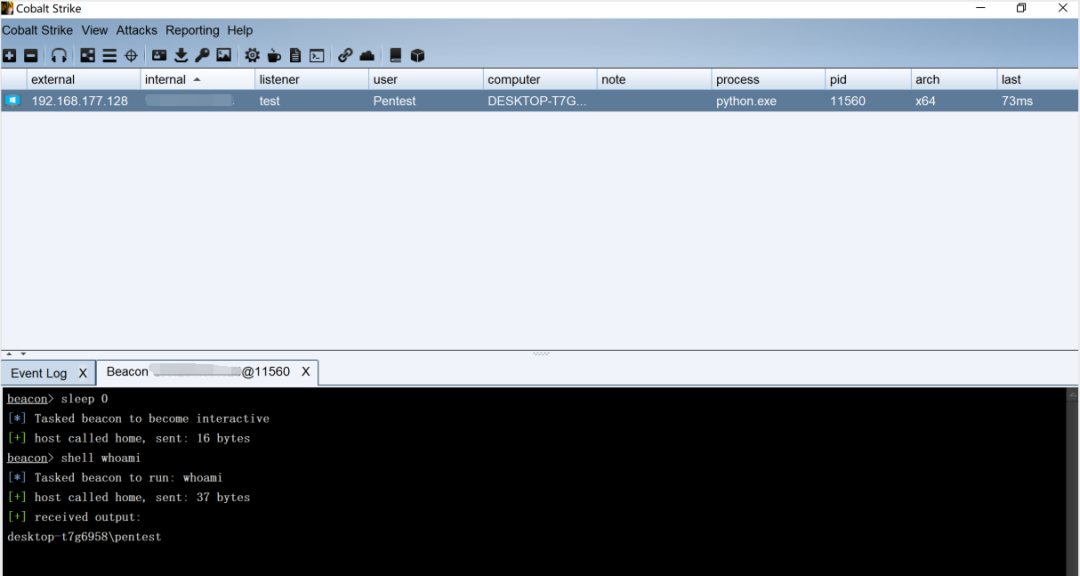 Cobalt Strike
Cobalt Strike View Attacks Reporting Help
external internal listener user computer note process pid arch last
192.168.177.128 test Pentest DESKTOP-T7G... python.exe 11560 x64 73ms
Event Log X Beacon @11560 X
beacon> sleep 0
[*] Tasked beacon to become interactive
[+] host called home, sent: 16 bytes
beacon> shell whoami
[*] Tasked beacon to run: whoami
[+] host called home, sent: 37 bytes
[+] received output:
desktop-t7g6958\pentest